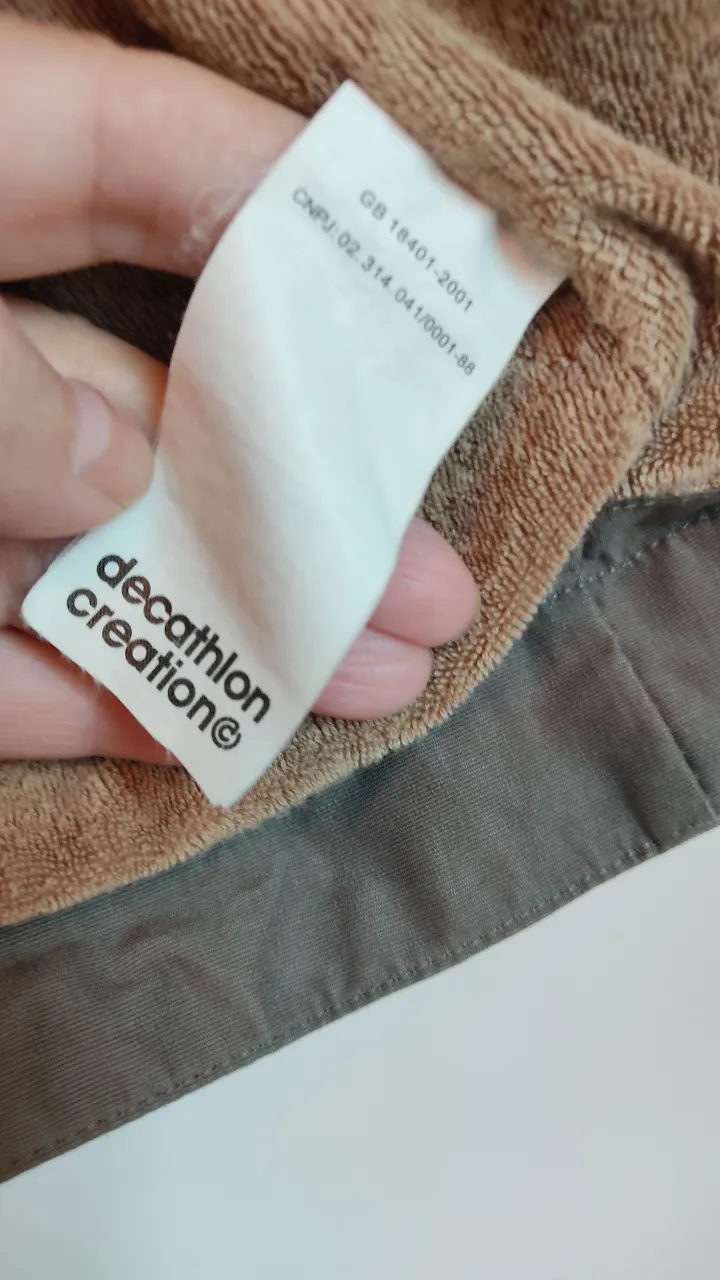 GB 18401-2001
CNPJ: 02.314.041/0001-88
decathlon
creation©